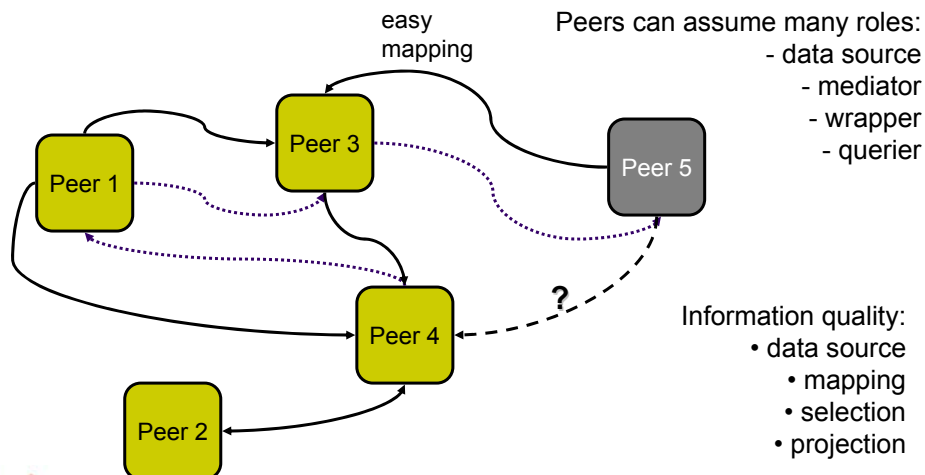 easy
mapping
Peers can assume many roles:
- data source
- mediator
- wrapper
- querier
Peer 3
Peer 5
Peer 1
?
Peer 4
Information quality:
• data source
• mapping
• selection
• projection
Peer 2